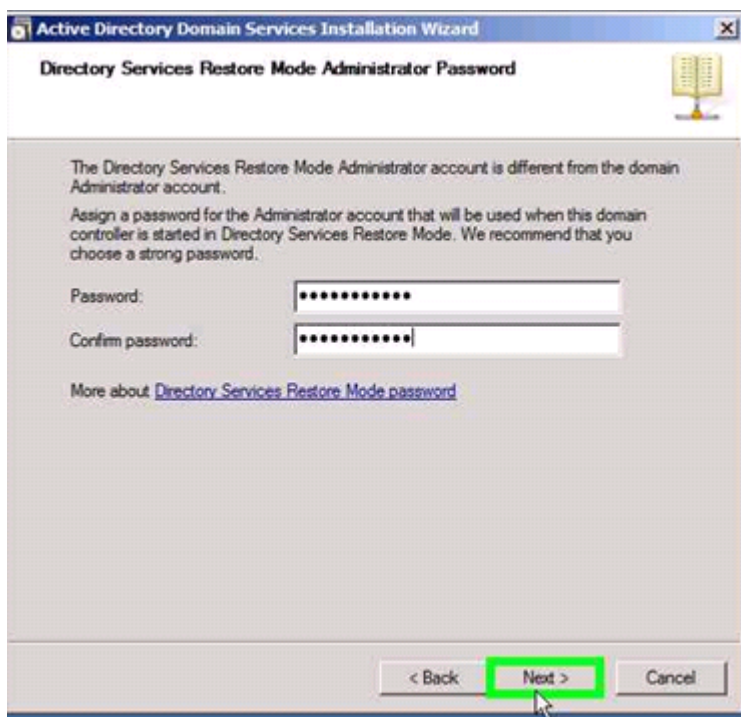 Active Directory Domain Services Installation Wizard
Directory Services Restore Mode Administrator Password
The Directory Services Restore Mode Administrator account is different from the domain
Administrator account.
Assign a password for the Administrator account that will be used when this domain
controller is started in Directory Services Restore Mode. We recommend that you
choose a strong password.
Password: •••••••••••
Confirm password: •••••••••••
More about Directory Services Restore Mode password
< Back Next > Cancel